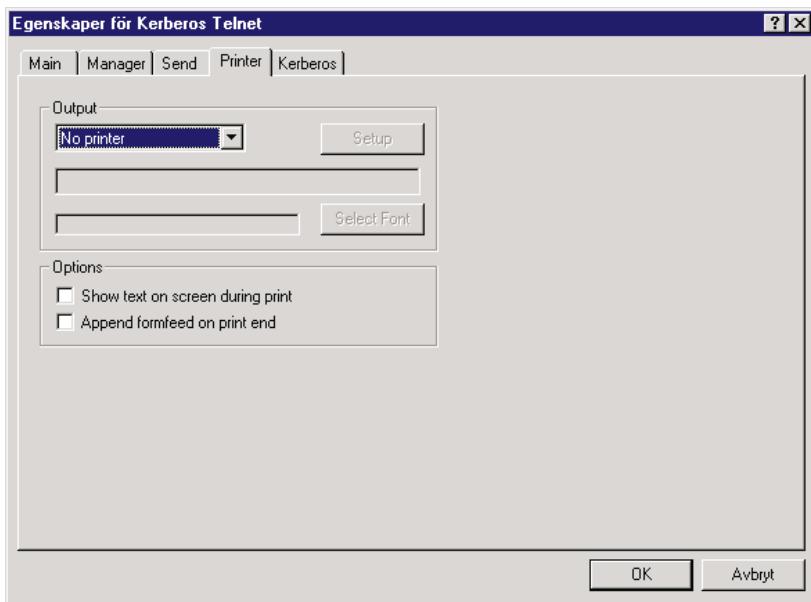 Egenskaper för Kerberos Telnet
Main Manager Send Printer Kerberos
Output
No printer Setup
Select Font
Options
Show text on screen during print
Append formfeed on print end
OK Avbryt